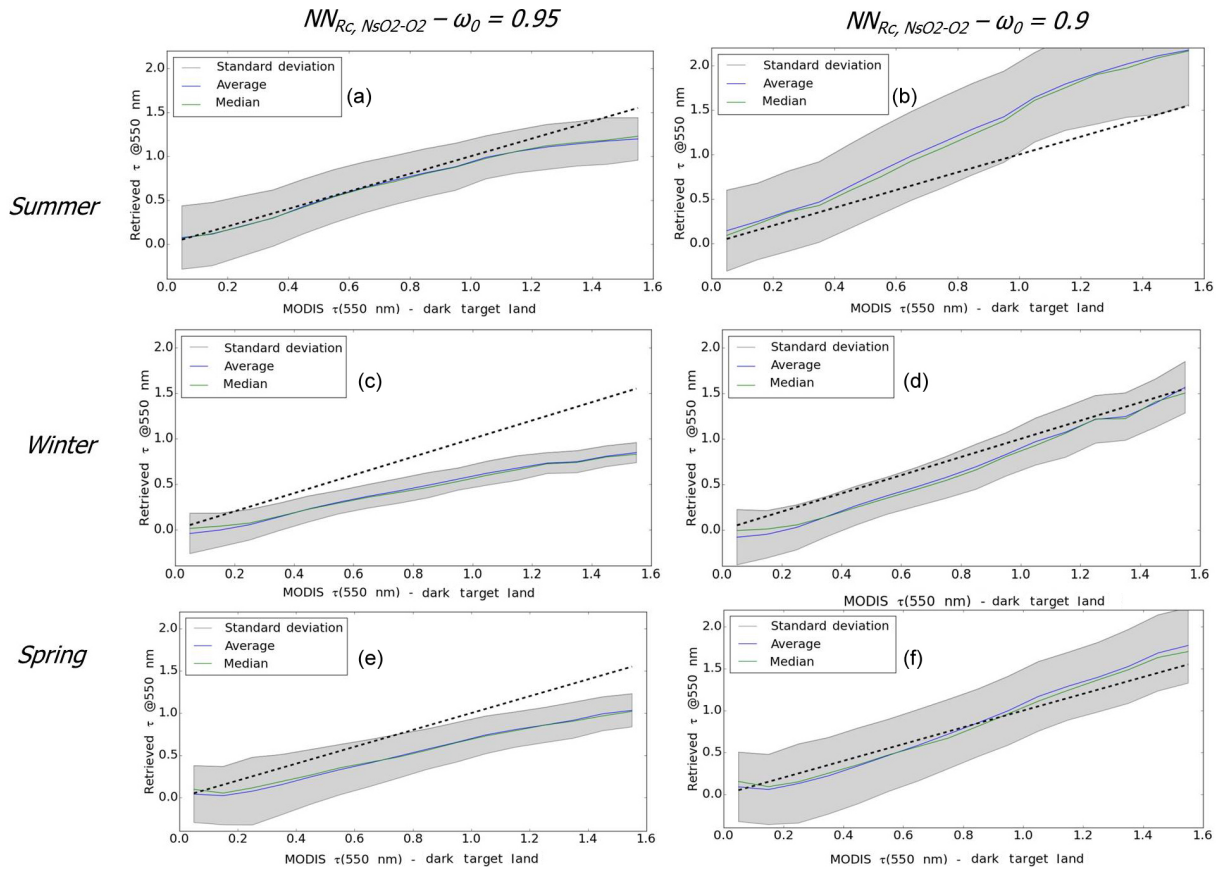 NN Rc, NsO2-O2 – ω0 = 0.95
NN Rc, NsO2-O2 – ω0 = 0.9
Summer
Retrieved τ @550 nm
2.0
1.5
1.0
0.5
0.0
Standard deviation
Average
Median
(a)
0.0 0.2 0.4 0.6 0.8 1.0 1.2 1.4 1.6
MODIS τ(550 nm) - dark target land
Retrieved τ @550 nm
2.0
1.5
1.0
0.5
0.0
Standard deviation
Average
Median
(b)
0.0 0.2 0.4 0.6 0.8 1.0 1.2 1.4 1.6
MODIS τ(550 nm) - dark target land
Winter
Retrieved τ @550 nm
2.0
1.5
1.0
0.5
0.0
Standard deviation
Average
Median
(c)
0.0 0.2 0.4 0.6 0.8 1.0 1.2 1.4 1.6
MODIS τ(550 nm) - dark target land
Retrieved τ @550 nm
2.0
1.5
1.0
0.5
0.0
Standard deviation
Average
Median
(d)
0.0 0.2 0.4 0.6 0.8 1.0 1.2 1.4 1.6
MODIS τ(550 nm) - dark target land
Spring
Retrieved τ @550 nm
2.0
1.5
1.0
0.5
0.0
Standard deviation
Average
Median
(e)
0.0 0.2 0.4 0.6 0.8 1.0 1.2 1.4 1.6
MODIS τ(550 nm) - dark target land
Retrieved τ @550 nm
2.0
1.5
1.0
0.5
0.0
Standard deviation
Average
Median
(f)
0.0 0.2 0.4 0.6 0.8 1.0 1.2 1.4 1.6
MODIS τ(550 nm) - dark target land